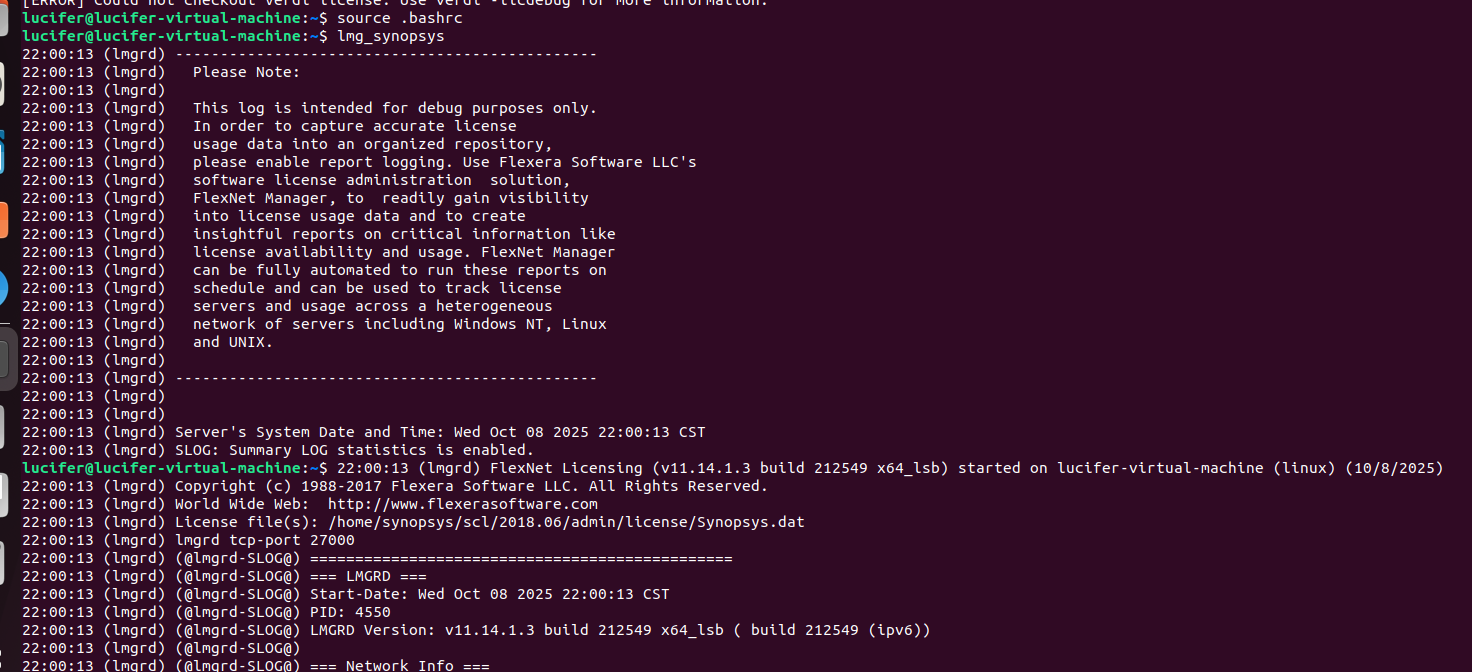 [ERROR] Could not checkout verdi license. Use verdi -licdebug for more information.
lucifer@lucifer-virtual-machine:~$ source .bashrc
lucifer@lucifer-virtual-machine:~$ lmg_synopsys
22:00:13 (lmgrd) -----------------------------------------------
22:00:13 (lmgrd)   Please Note:
22:00:13 (lmgrd)
22:00:13 (lmgrd)   This log is intended for debug purposes only.
22:00:13 (lmgrd)   In order to capture accurate license
22:00:13 (lmgrd)   usage data into an organized repository,
22:00:13 (lmgrd)   please enable report logging. Use Flexera Software LLC's
22:00:13 (lmgrd)   software license administration  solution,
22:00:13 (lmgrd)   FlexNet Manager, to  readily gain visibility
22:00:13 (lmgrd)   into license usage data and to create
22:00:13 (lmgrd)   insightful reports on critical information like
22:00:13 (lmgrd)   license availability and usage. FlexNet Manager
22:00:13 (lmgrd)   can be fully automated to run these reports on
22:00:13 (lmgrd)   schedule and can be used to track license
22:00:13 (lmgrd)   servers and usage across a heterogeneous
22:00:13 (lmgrd)   network of servers including Windows NT, Linux
22:00:13 (lmgrd)   and UNIX.
22:00:13 (lmgrd)
22:00:13 (lmgrd) -----------------------------------------------
22:00:13 (lmgrd)
22:00:13 (lmgrd)
22:00:13 (lmgrd) Server's System Date and Time: Wed Oct 08 2025 22:00:13 CST
22:00:13 (lmgrd) SLOG: Summary LOG statistics is enabled.
lucifer@lucifer-virtual-machine:~$ 22:00:13 (lmgrd) FlexNet Licensing (v11.14.1.3 build 212549 x64_lsb) started on lucifer-virtual-machine (linux) (10/8/2025)
22:00:13 (lmgrd) Copyright (c) 1988-2017 Flexera Software LLC. All Rights Reserved.
22:00:13 (lmgrd) World Wide Web:  http://www.flexerasoftware.com
22:00:13 (lmgrd) License file(s): /home/synopsys/scl/2018.06/admin/license/Synopsys.dat
22:00:13 (lmgrd) lmgrd tcp-port 27000
22:00:13 (lmgrd) (@lmgrd-SLOG@) ===============================================
22:00:13 (lmgrd) (@lmgrd-SLOG@) === LMGRD ===
22:00:13 (lmgrd) (@lmgrd-SLOG@) Start-Date: Wed Oct 08 2025 22:00:13 CST
22:00:13 (lmgrd) (@lmgrd-SLOG@) PID: 4550
22:00:13 (lmgrd) (@lmgrd-SLOG@) LMGRD Version: v11.14.1.3 build 212549 x64_lsb ( build 212549 (ipv6))
22:00:13 (lmgrd) (@lmgrd-SLOG@)
22:00:13 (lmgrd) (@lmgrd-SLOG@) === Network Info ===